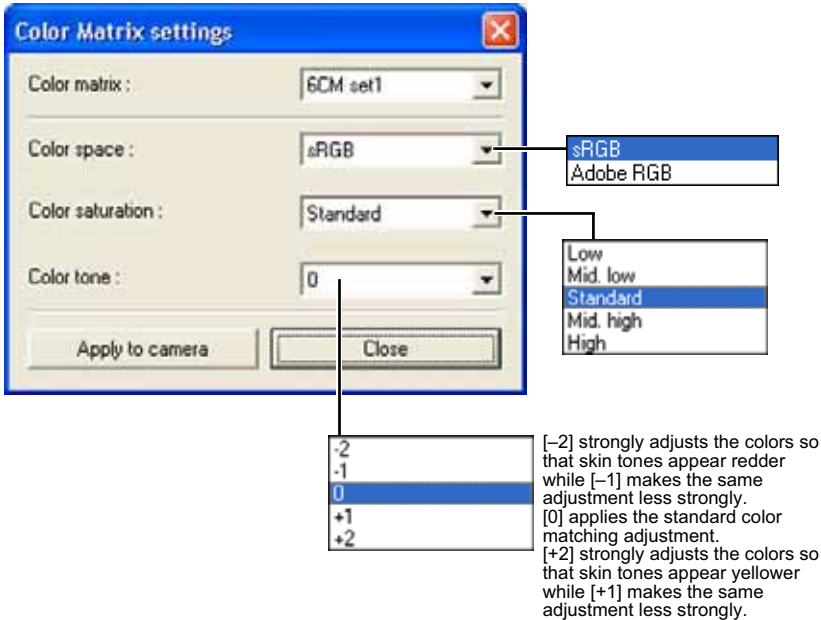 Color Matrix settings
Color matrix :
6CM set1
Color space :
sRGB
sRGB
Adobe RGB
Color saturation :
Standard
Low
Mid. low
Standard
Mid. high
High
Color tone :
0
Apply to camera
Close
-2
-1
0
+1
+2
[–2] strongly adjusts the colors so
that skin tones appear redder
while [–1] makes the same
adjustment less strongly.
[0] applies the standard color
matching adjustment.
[+2] strongly adjusts the colors so
that skin tones appear yellower
while [+1] makes the same
adjustment less strongly.